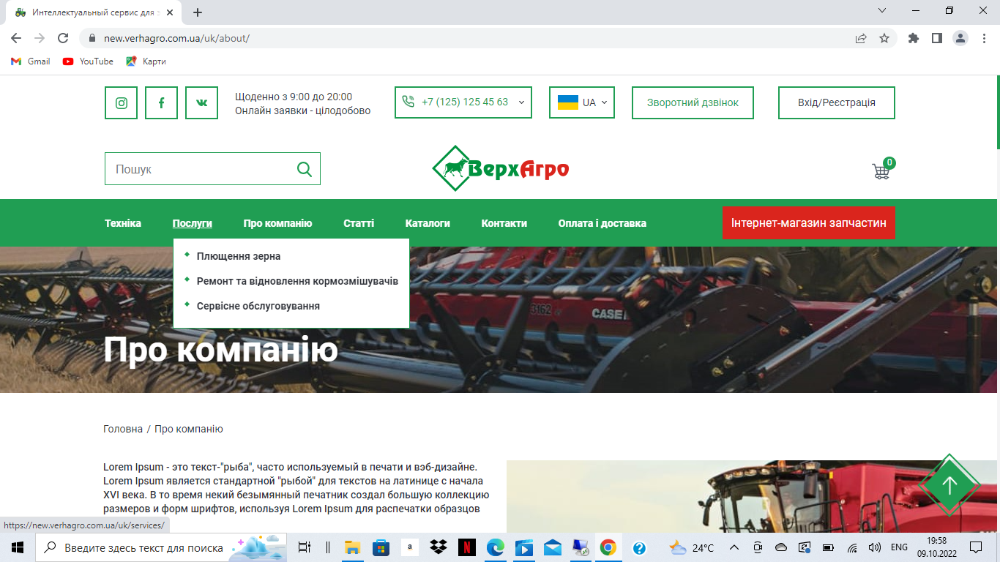 Интеллектуальный сервис для з
new.verhagro.com.ua/uk/about/
Gmail
YouTube
Карти
Щоденно з 9:00 до 20:00
Онлайн заявки - цілодобово
+7 (125) 125 45 63
UA
Зворотний дзвінок
Вхід/Реєстрація
Пошук
ВерхАгро
0
Техніка
Послуги
Про компанію
Статті
Каталоги
Контакти
Оплата і доставка
Інтернет-магазин запчастин
Плющення зерна
Ремонт та відновлення кормозмішувачів
Сервісне обслуговування
3162
CASE
Про компанію
Головна / Про компанію
Lorem Ipsum - это текст-"рыба", часто используемый в печати и вэб-дизайне.
Lorem Ipsum является стандартной "рыбой" для текстов на латинице с начала
XVI века. В то время некий безымянный печатник создал большую коллекцию
размеров и форм шрифтов, используя Lorem Ipsum для распечатки образцов
https://new.verhagro.com.ua/uk/services/
Введите здесь текст для поиска
a
N
24°C
ENG
19:58
09.10.2022